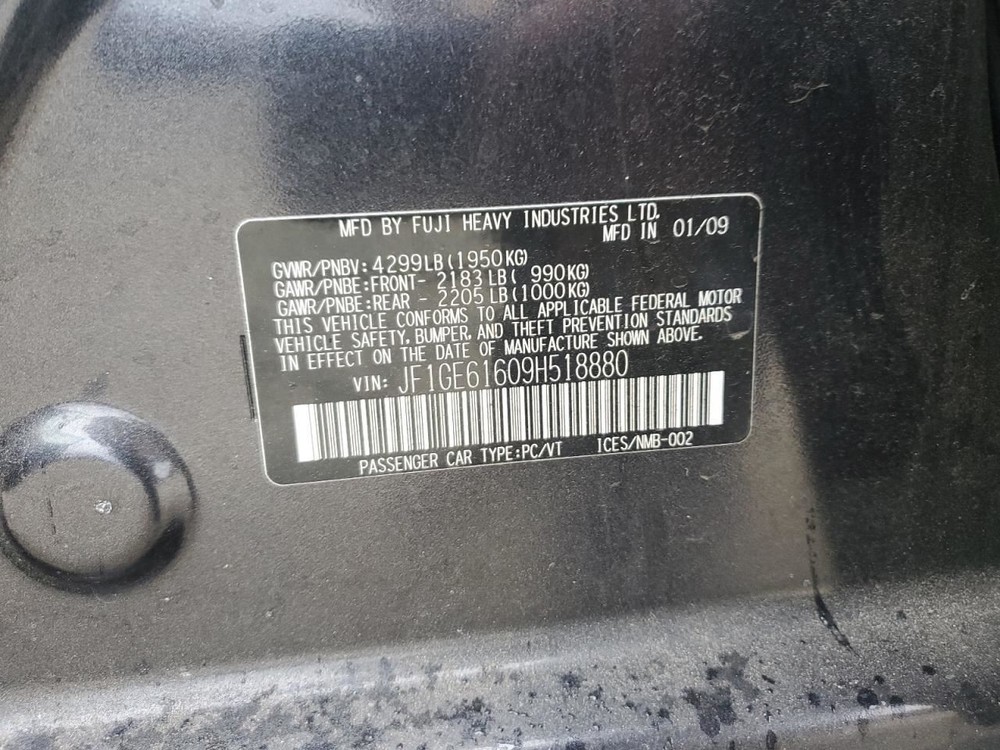 MFD BY FUJI HEAVY INDUSTRIES LTD.
MFD IN 01/09
GVWR/PNBV: 4299LB (1950KG)
GAWR/PNBE: FRONT- 2183 LB ( 990KG)
GAWR/PNBE: REAR - 2205 LB (1000KG)
THIS VEHICLE CONFORMS TO ALL APPLICABLE FEDERAL MOTOR
VEHICLE SAFETY, BUMPER, AND THEFT PREVENTION STANDARDS
IN EFFECT ON THE DATE OF MANUFACTURE SHOWN ABOVE.
VIN: JF1GE61609H518880
PASSENGER CAR TYPE:PC/VT ICES/NMB-002